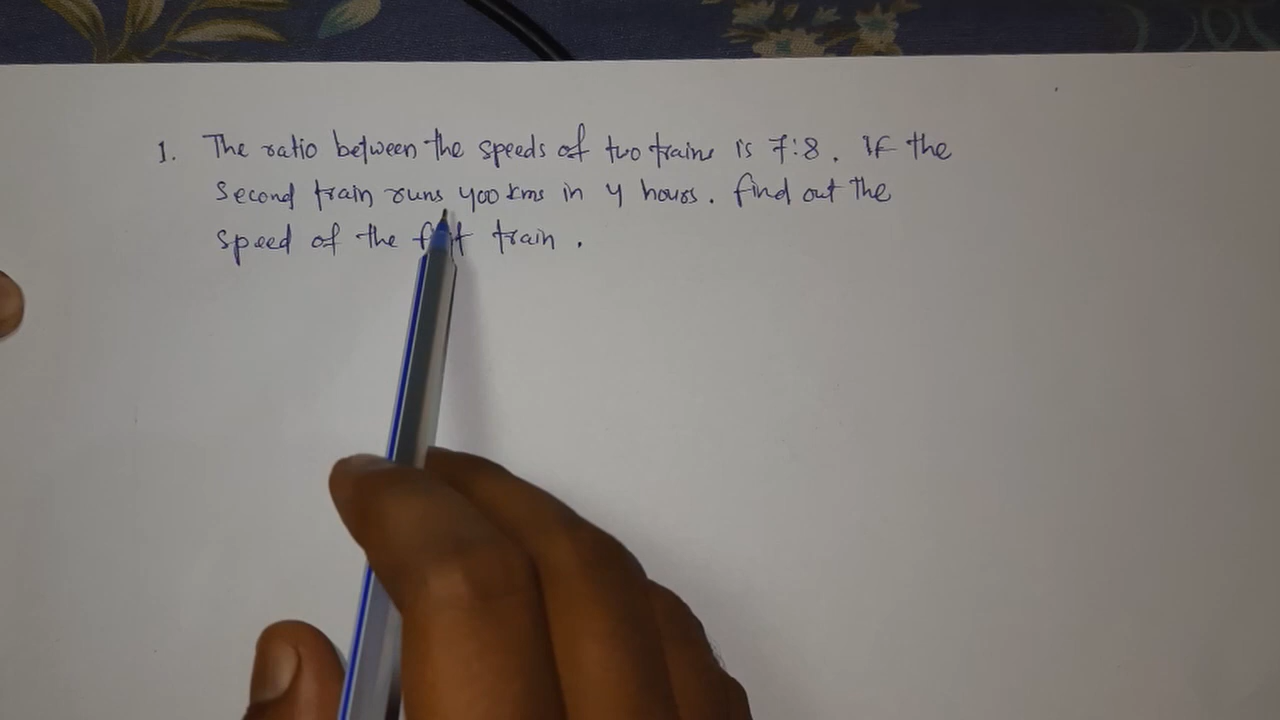 1. The ratio between the speeds of two trains is 7:8. If the
second train runs 400 kms in 4 hours. find out the
speed of the train.